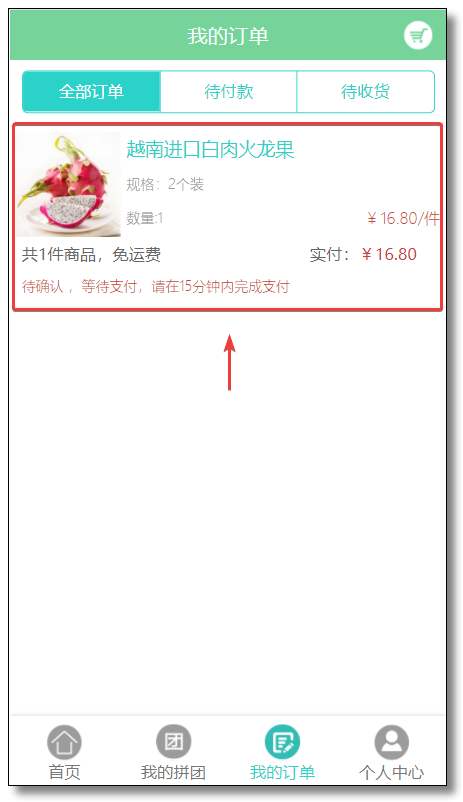 我的订单
全部订单 待付款 待收货
越南进口白肉火龙果
规格：2个装
数量:1 ￥16.80/件
共1件商品，免运费 实付：￥16.80
待确认 ，等待支付，请在15分钟内完成支付
团
首页 我的拼团 我的订单 个人中心